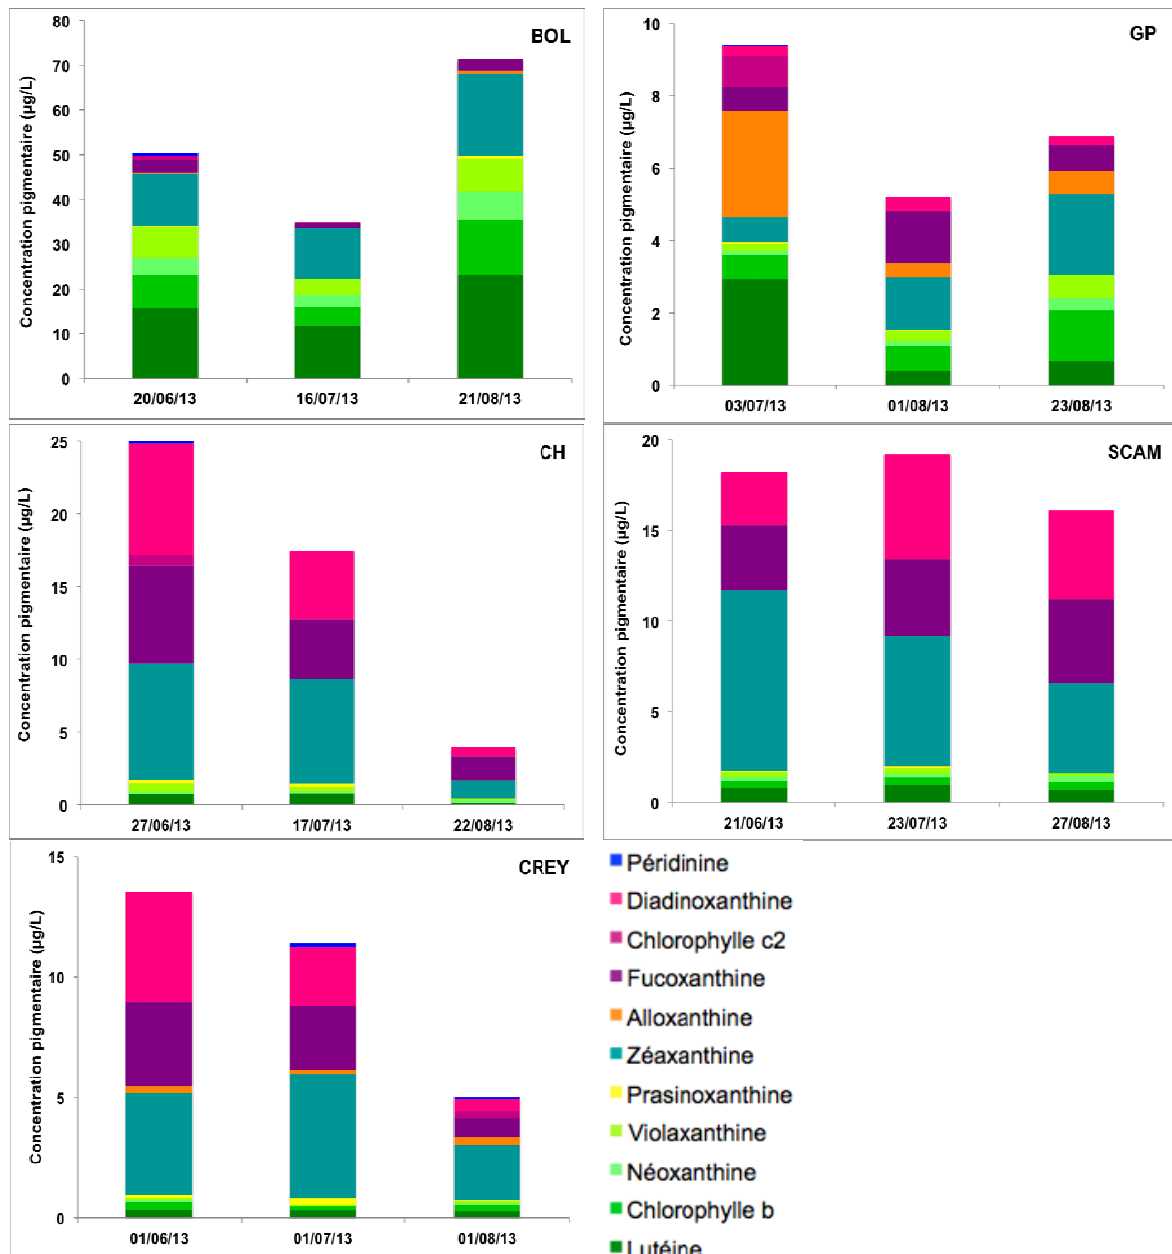 BOL
Concentration pigmentaire (µg/L)
80
70
60
50
40
30
20
10
0
20/06/13 16/07/13 21/08/13
GP
Concentration pigmentaire (µg/L)
10
8
6
4
2
0
03/07/13 01/08/13 23/08/13
CH
Concentration pigmentaire (µg/L)
25
20
15
10
5
0
27/06/13 17/07/13 22/08/13
SCAM
Concentration pigmentaire (µg/L)
20
15
10
5
0
21/06/13 23/07/13 27/08/13
CREY
Concentration pigmentaire (µg/L)
15
10
5
0
01/06/13 01/07/13 01/08/13
Péridinine
Diadinoxanthine
Chlorophylle c2
Fucoxanthine
Alloxanthine
Zéaxanthine
Prasinoxanthine
Violaxanthine
Néoxanthine
Chlorophylle b
Lutéine